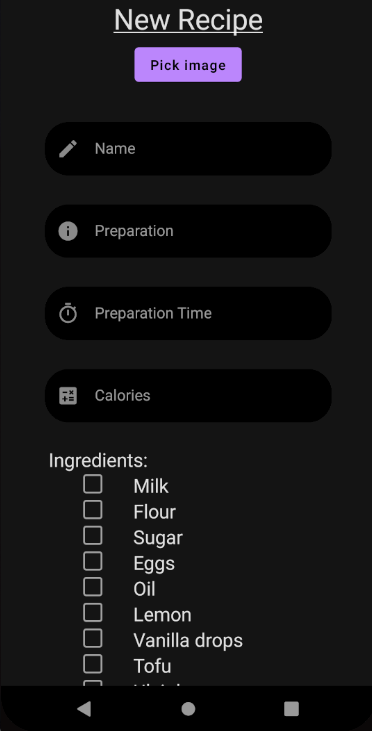 New Recipe
Pick image
Name
Preparation
Preparation Time
Calories
Ingredients:
Milk
Flour
Sugar
Eggs
Oil
Lemon
Vanilla drops
Tofu